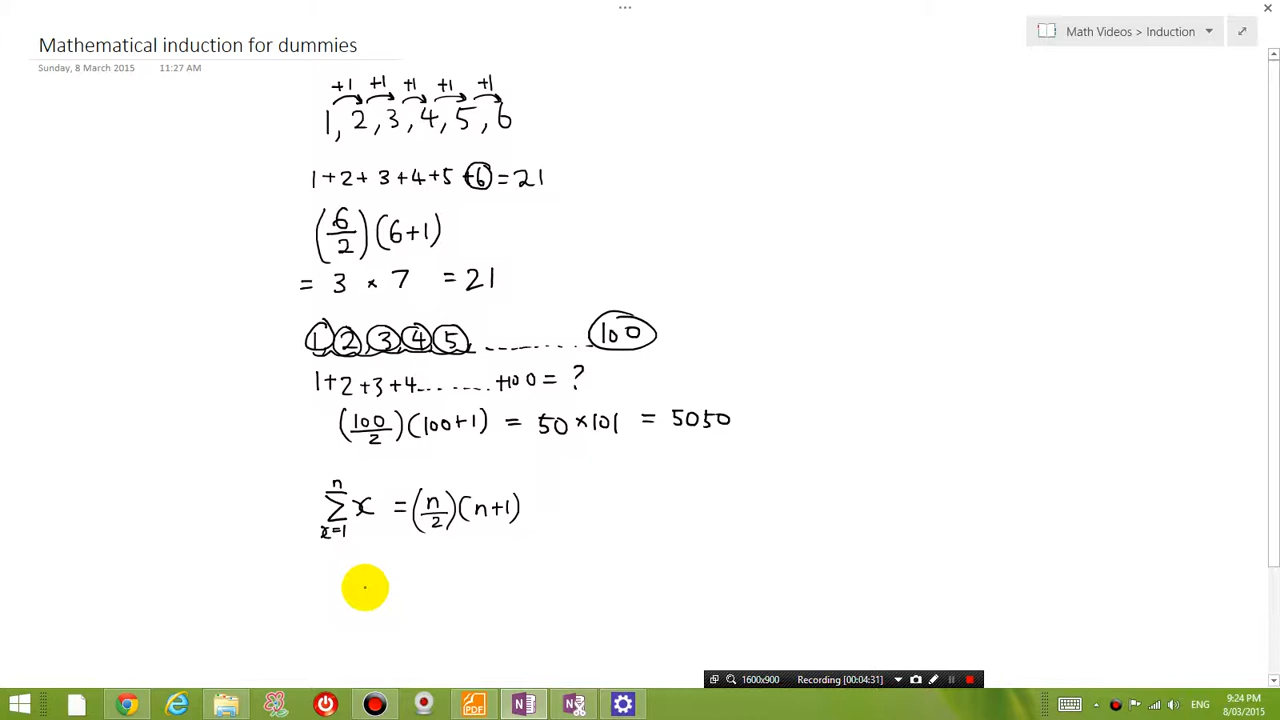 Mathematical induction for dummies
Math Videos > Induction
Sunday, 8 March 2015 11:27 AM
+1 +1 +1 +1 +1
1, 2, 3, 4, 5, 6
1+2+3+4+5+6=21
(6/2)(6+1)
= 3 × 7 = 21
1 2 , 3 4 5, ............ 100
1+2+3+4.........+100 = ?
(100/2)(100+1) = 50 × 101 = 5050
n
∑ x = (n/2)(n+1)
x=1
1600x900 Recording [00:04:31]
PDF
N N
ENG
9:24 PM
8/03/2015